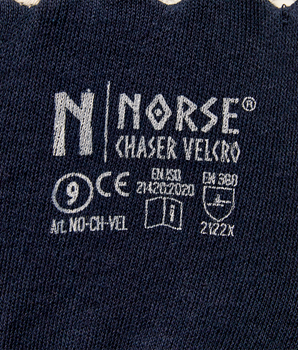 N NORSE®
CHASER VELCRO
9 CE EN ISO 21420:2020 EN 388
Art. NO-CH-VEL i 2122X